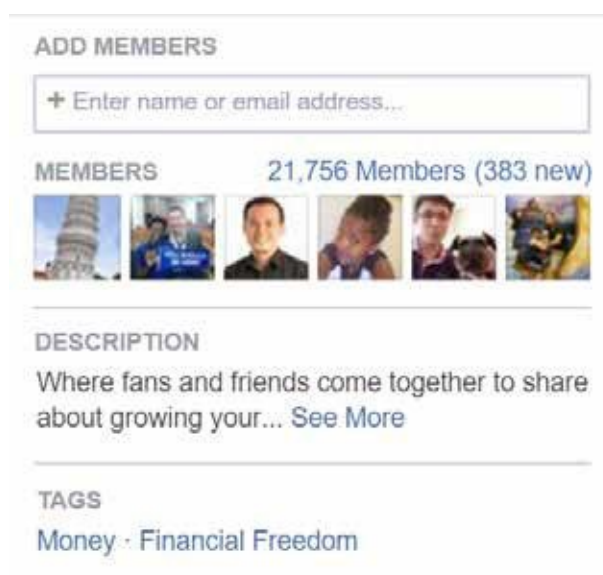 ADD MEMBERS
+ Enter name or email address...
MEMBERS 21,756 Members (383 new)
DESCRIPTION
Where fans and friends come together to share
about growing your... See More
TAGS
Money · Financial Freedom